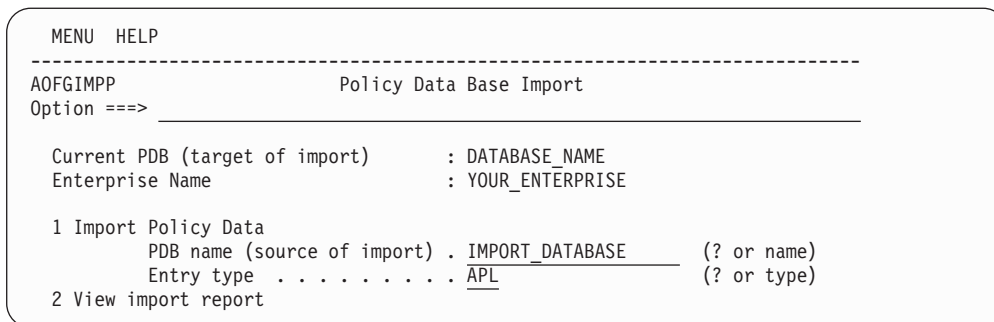 MENU HELP
-------------------------------------------------------------------------------
AOFGIMPP Policy Data Base Import
Option ===>
Current PDB (target of import) : DATABASE_NAME
Enterprise Name : YOUR_ENTERPRISE
1 Import Policy Data
PDB name (source of import) . IMPORT_DATABASE (? or name)
Entry type . . . . . . . . . APL (? or type)
2 View import report